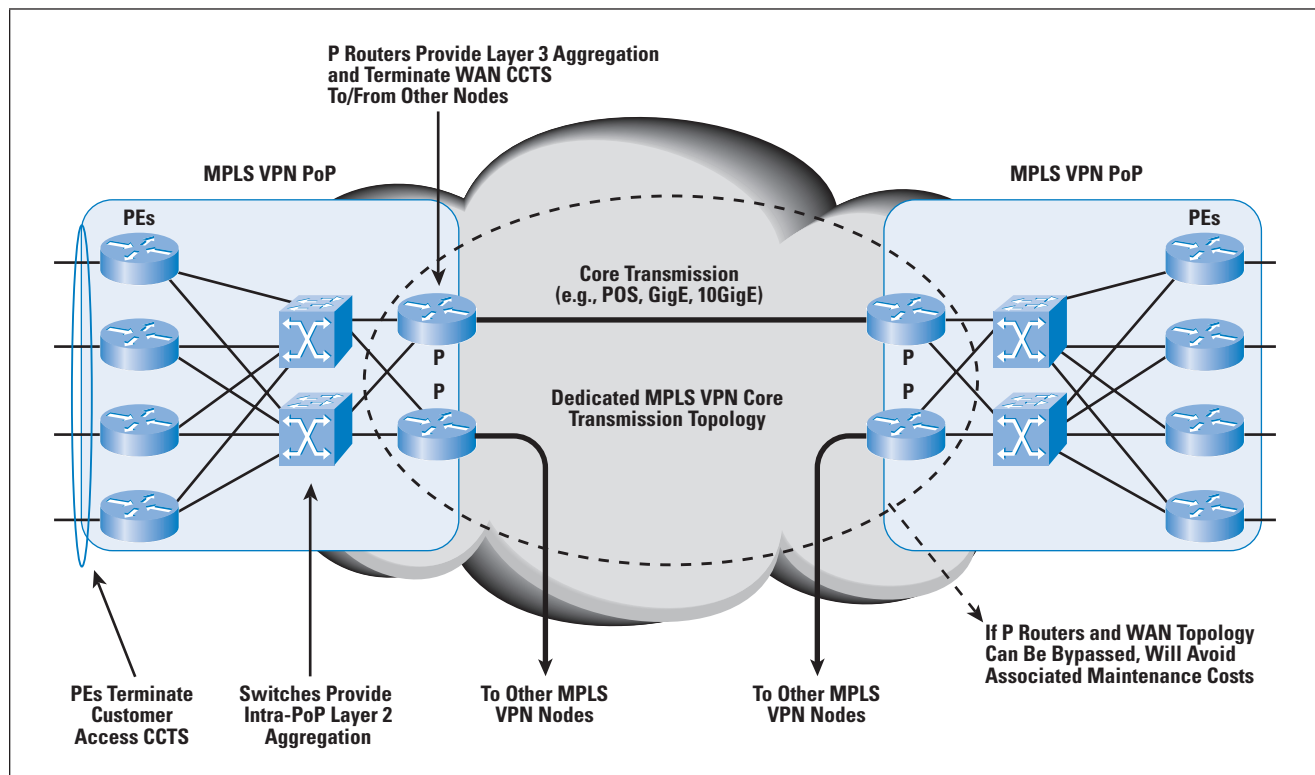 P Routers Provide Layer 3 Aggregation
and Terminate WAN CCTS
To/From Other Nodes
MPLS VPN PoP
MPLS VPN PoP
PEs
PEs
Core Transmission
(e.g., POS, GigE, 10GigE)
P
P
P
P
Dedicated MPLS VPN Core
Transmission Topology
If P Routers and WAN Topology
Can Be Bypassed, Will Avoid
Associated Maintenance Costs
PEs Terminate
Customer
Access CCTS
Switches Provide
Intra-PoP Layer 2
Aggregation
To Other MPLS
VPN Nodes
To Other MPLS
VPN Nodes